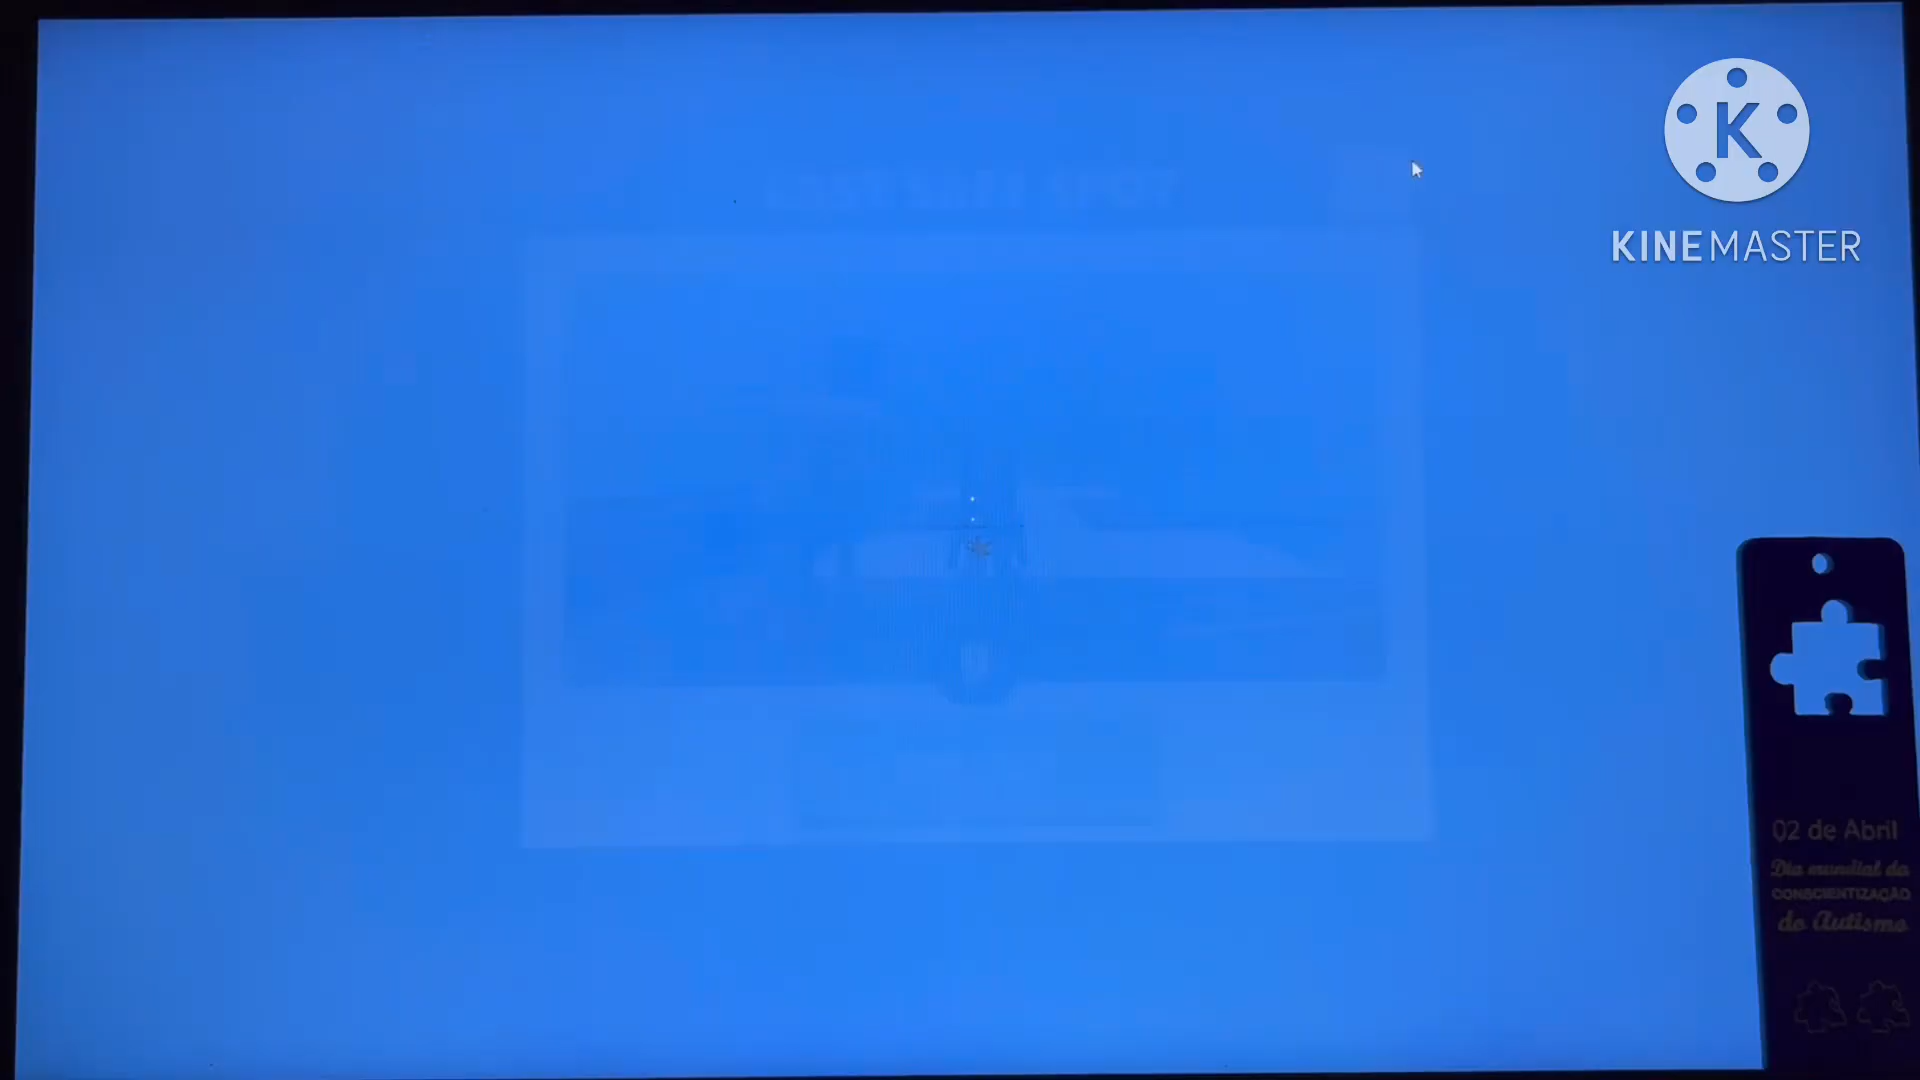 K
KINEMASTER
02 de Abril
Dia mundial da
CONSCIENTIZAÇÃO
do Autismo